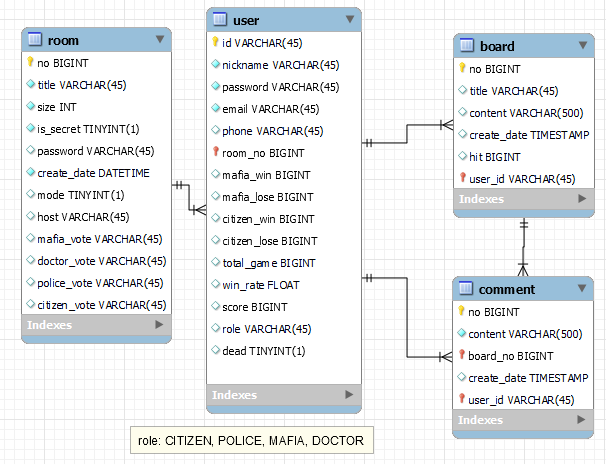 room
no BIGINT
title VARCHAR(45)
size INT
is_secret TINYINT(1)
password VARCHAR(45)
create_date DATETIME
mode TINYINT(1)
host VARCHAR(45)
mafia_vote VARCHAR(45)
doctor_vote VARCHAR(45)
police_vote VARCHAR(45)
citizen_vote VARCHAR(45)
Indexes
user
id VARCHAR(45)
nickname VARCHAR(45)
password VARCHAR(45)
email VARCHAR(45)
phone VARCHAR(45)
room_no BIGINT
mafia_win BIGINT
mafia_lose BIGINT
citizen_win BIGINT
citizen_lose BIGINT
total_game BIGINT
win_rate FLOAT
score BIGINT
role VARCHAR(45)
dead TINYINT(1)
Indexes
board
no BIGINT
title VARCHAR(45)
content VARCHAR(500)
create_date TIMESTAMP
hit BIGINT
user_id VARCHAR(45)
Indexes
comment
no BIGINT
content VARCHAR(500)
board_no BIGINT
create_date TIMESTAMP
user_id VARCHAR(45)
Indexes
role: CITIZEN, POLICE, MAFIA, DOCTOR